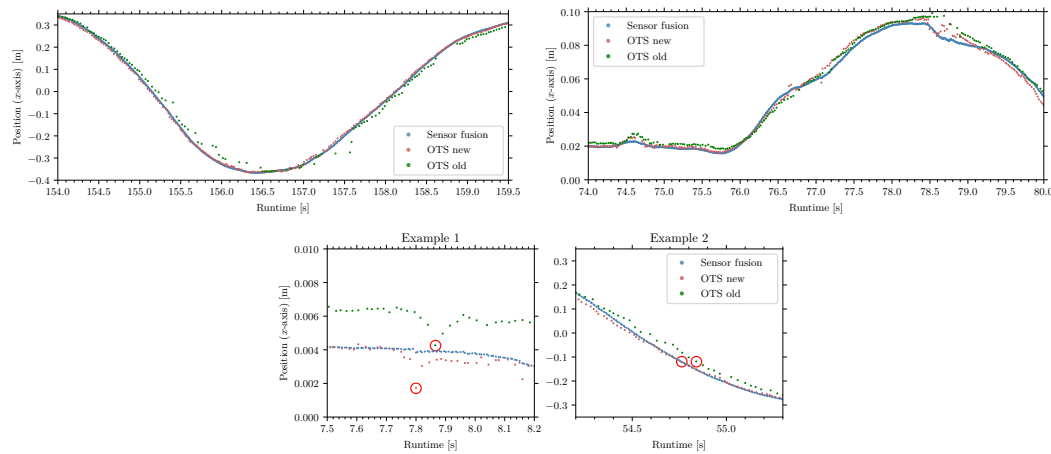 0.3
0.2
0.1
0.0
−0.1
−0.2
−0.3
−0.4
Position (x-axis) [m]
154.0 154.5 155.0 155.5 156.0 156.5 157.0 157.5 158.0 158.5 159.0 159.5
Runtime [s]
Sensor fusion
OTS new
OTS old
0.10
0.08
0.06
0.04
0.02
0.00
Position (x-axis) [m]
74.0 74.5 75.0 75.5 76.0 76.5 77.0 77.5 78.0 78.5 79.0 79.5 80.0
Runtime [s]
Sensor fusion
OTS new
OTS old
Example 1
0.010
0.008
0.006
0.004
0.002
0.000
Position (x-axis) [m]
7.5 7.6 7.7 7.8 7.9 8.0 8.1 8.2
Runtime [s]
Example 2
0.3
0.2
0.1
0.0
−0.1
−0.2
−0.3
54.5 55.0
Runtime [s]
Sensor fusion
OTS new
OTS old